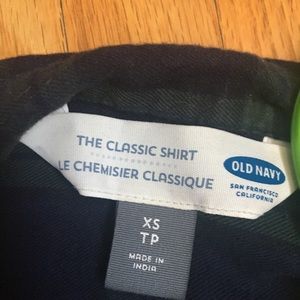 THE CLASSIC SHIRT
LE CHEMISIER CLASSIQUE
OLD NAVY
SAN FRANCISCO
CALIFORNIA
XS
TP
MADE IN
INDIA